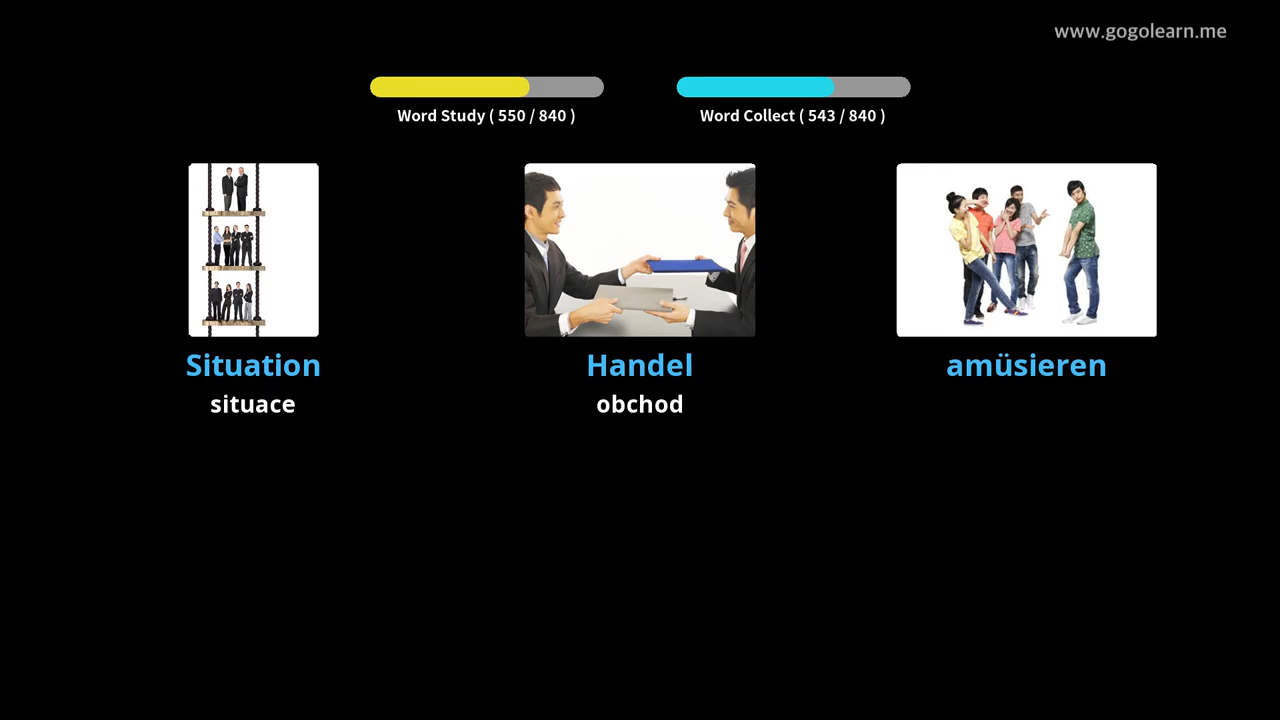 www.gogolearn.me
Word Study ( 550 / 840 )
Word Collect ( 543 / 840 )
Situation
situace
Handel
obchod
amüsieren